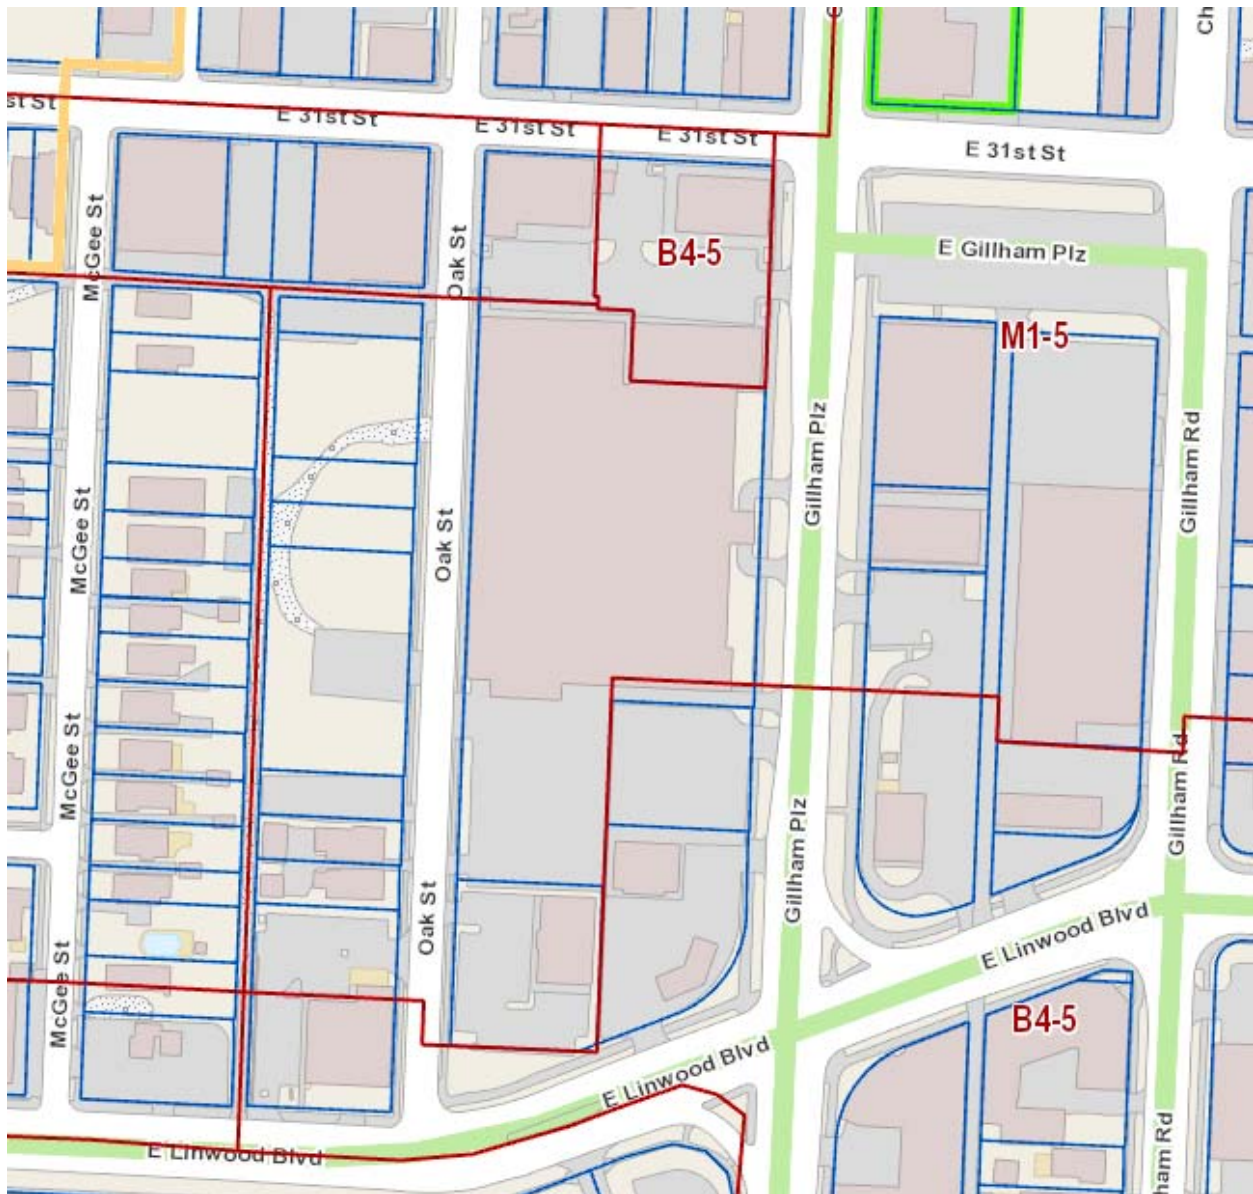 Ch
st St
E 31st St
E 31st St
E 31st St
E 31st St
McGee St
Oak St
B4-5
E Gillham Plz
M1-5
Gillham Plz
Gillham Rd
McGee St
Oak St
McGee St
Gillham Rd
Gillham Plz
Oak St
McGee St
E Linwood Blvd
B4-5
E Linwood Blvd
E Linwood Blvd
ham Rd